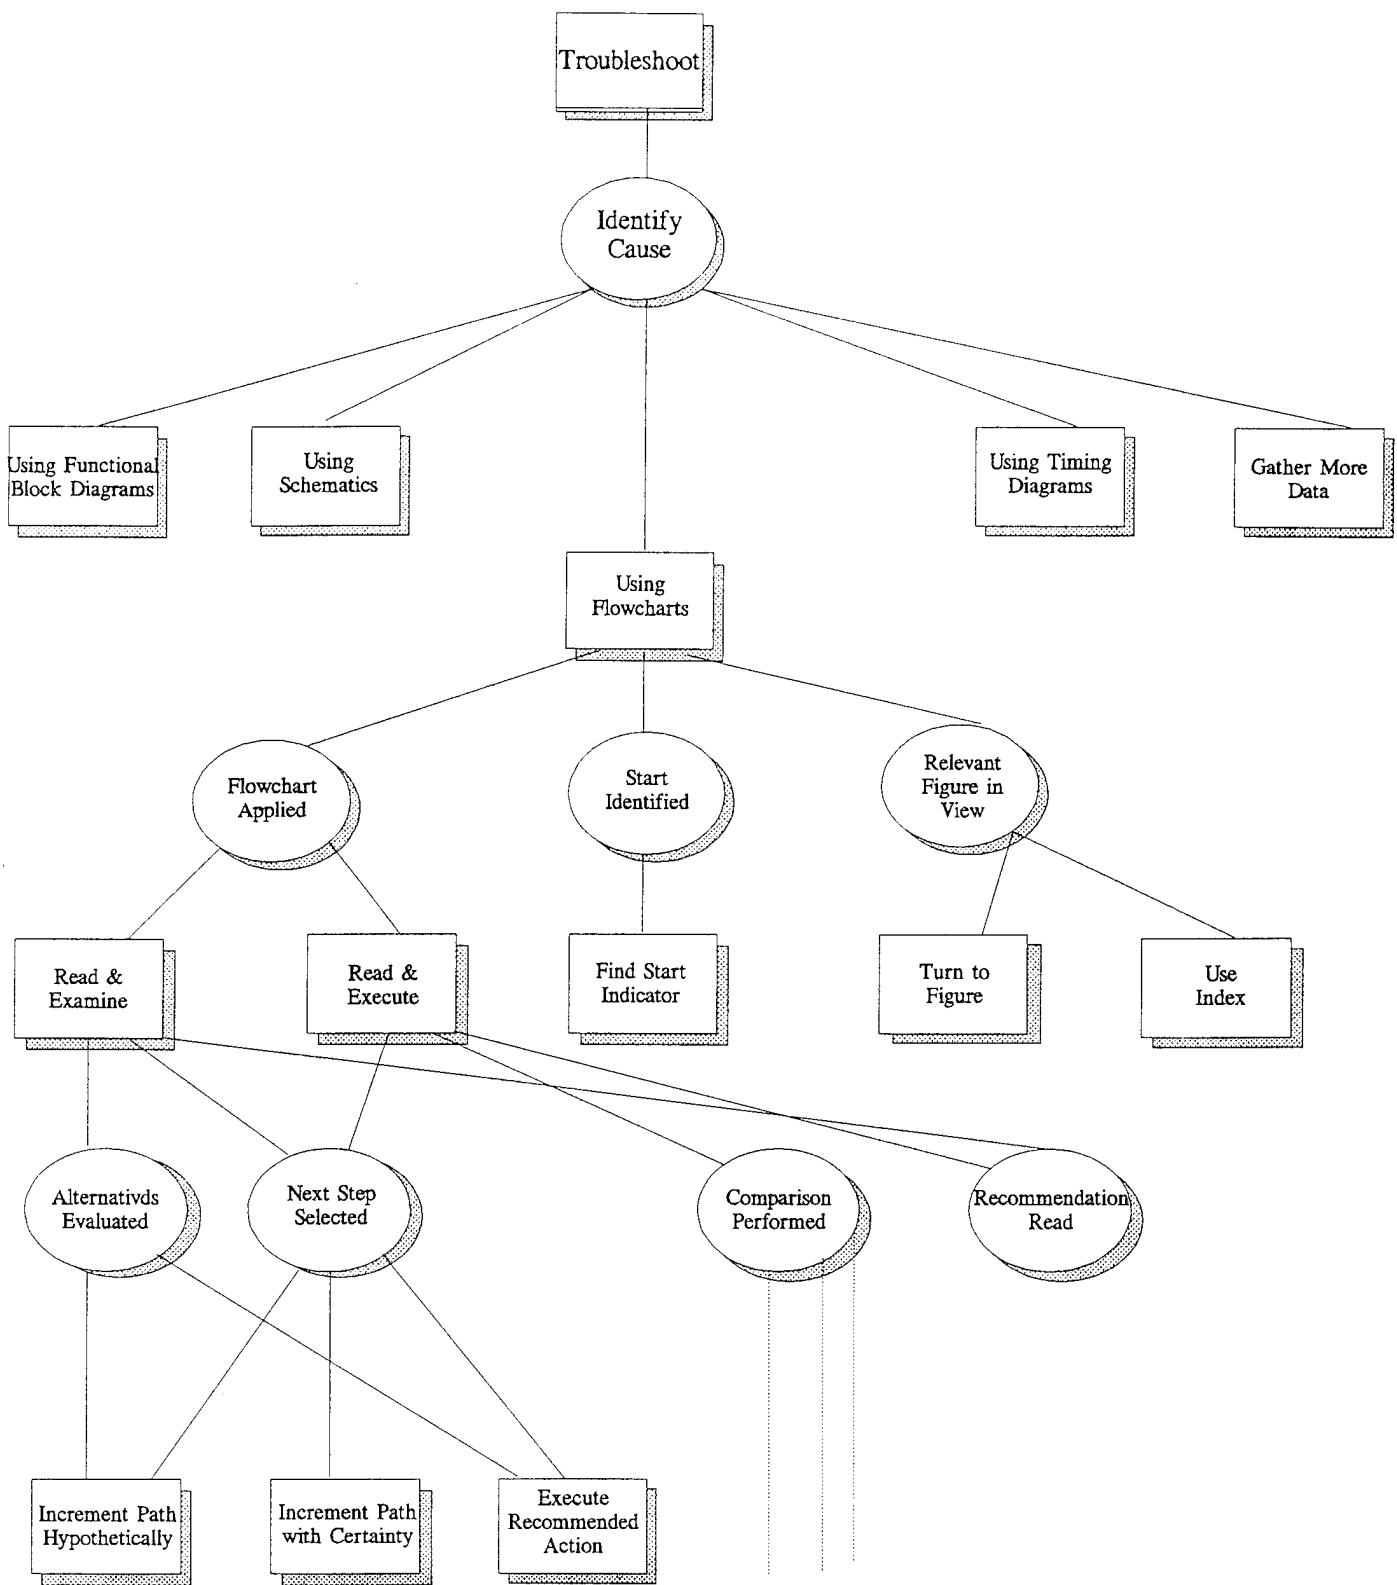 Troubleshoot
Identify
Cause
Using Functional
Block Diagrams
Using
Schematics
Using Timing
Diagrams
Gather More
Data
Using
Flowcharts
Flowchart
Applied
Start
Identified
Relevant
Figure in
View
Read &
Examine
Read &
Execute
Find Start
Indicator
Turn to
Figure
Use
Index
Alternativds
Evaluated
Next Step
Selected
Comparison
Performed
Recommendation
Read
Increment Path
Hypothetically
Increment Path
with Certainty
Execute
Recommended
Action